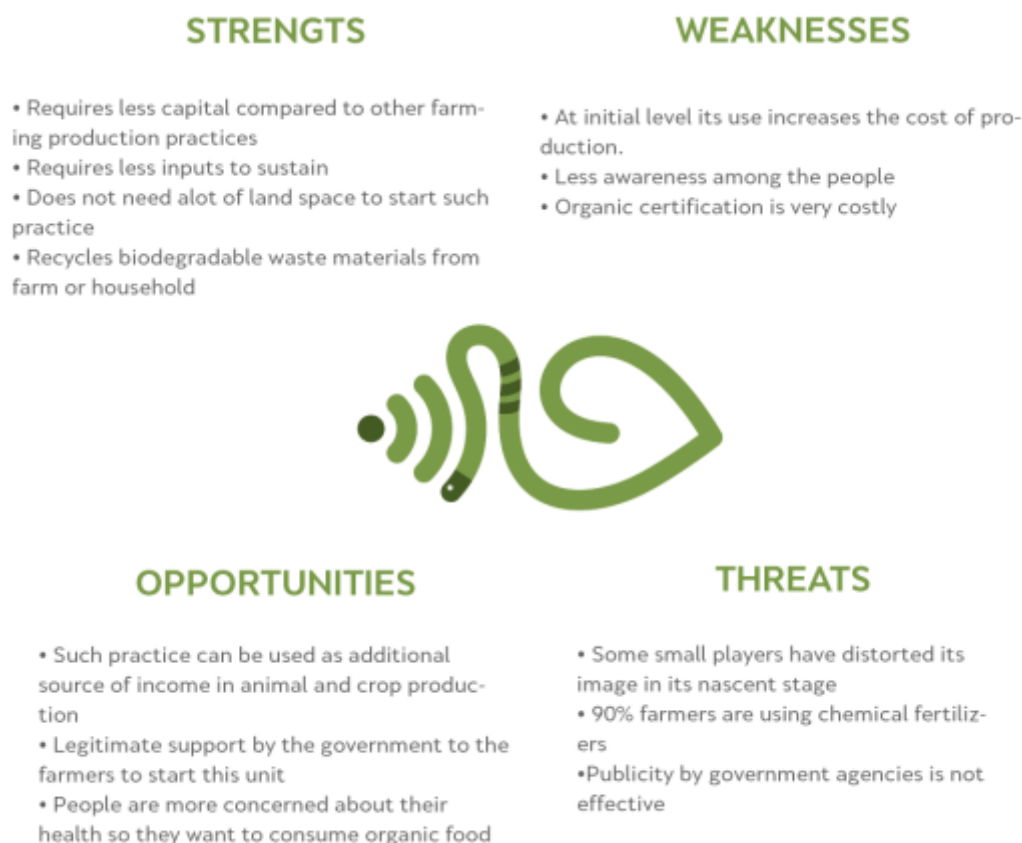 STRENGTS
• Requires less capital compared to other farm-
ing production practices
• Requires less inputs to sustain
• Does not need alot of land space to start such
practice
• Recycles biodegradable waste materials from
farm or household
WEAKNESSES
• At initial level its use increases the cost of pro-
duction.
• Less awareness among the people
• Organic certification is very costly
OPPORTUNITIES
• Such practice can be used as additional
source of income in animal and crop produc-
tion
• Legitimate support by the government to the
farmers to start this unit
• People are more concerned about their
health so they want to consume organic food
THREATS
• Some small players have distorted its
image in its nascent stage
• 90% farmers are using chemical fertiliz-
ers
•Publicity by government agencies is not
effective